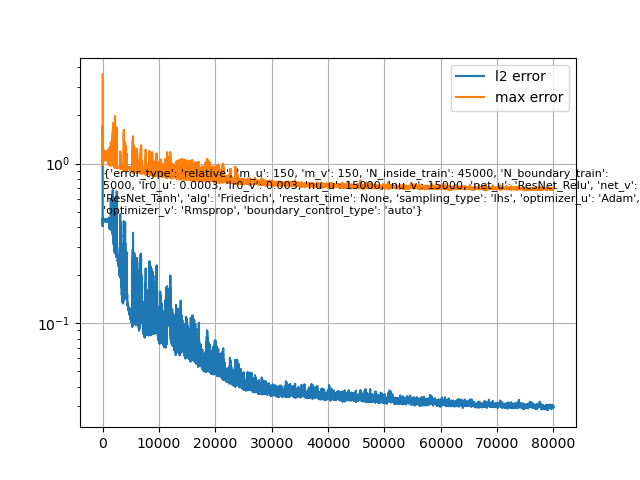 l2 error
max error
10⁰
{'error_type': 'relative', 'm_u': 150, 'm_v': 150, 'N_inside_train': 45000, 'N_boundary_train':
5000, 'lr0_u': 0.0003, 'lr0_v': 0.003, 'nu_u': 15000, 'nu_v': 15000, 'net_u': 'ResNet_Relu', 'net_v':
'ResNet_Tanh', 'alg': 'Friedrich', 'restart_time': None, 'sampling_type': 'lhs', 'optimizer_u': 'Adam',
'optimizer_v': 'Rmsprop', 'boundary_control_type': 'auto'}
10⁻¹
0 10000 20000 30000 40000 50000 60000 70000 80000